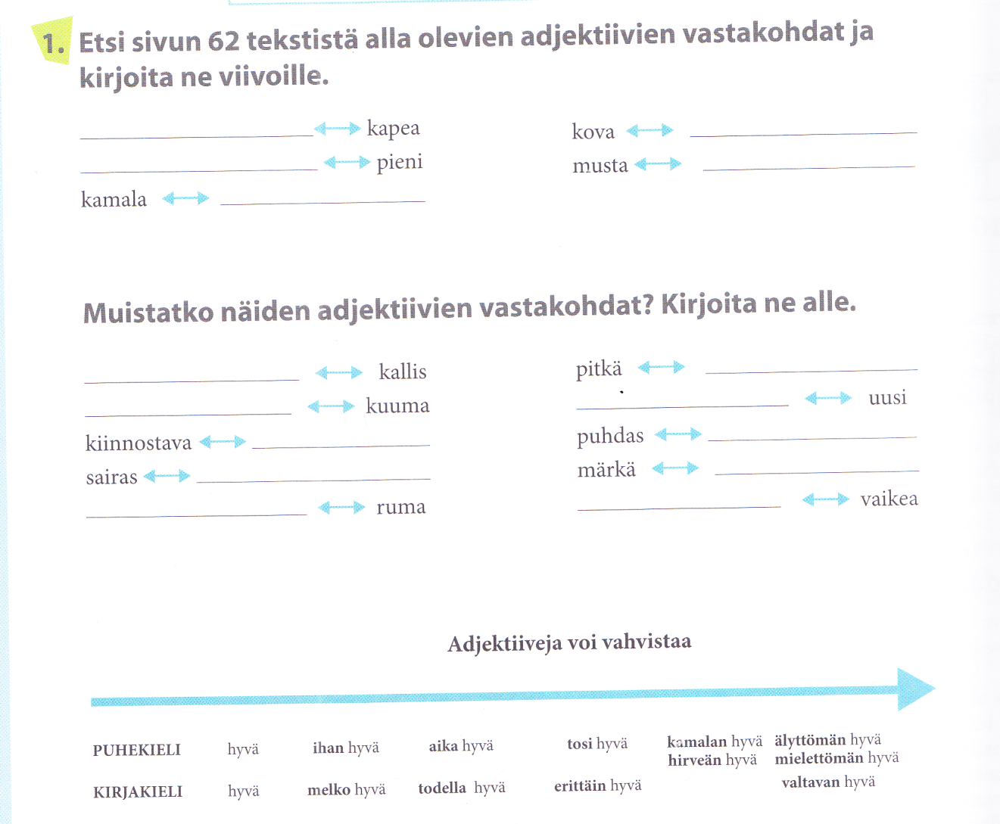 1. Etsi sivun 62 tekstistä alla olevien adjektiivien vastakohdat ja
kirjoita ne viivoille.
kapea
pieni
kamala
kova
musta
Muistatko näiden adjektiivien vastakohdat? Kirjoita ne alle.
kallis
kuuma
kiinnostava
sairas
ruma
pitkä
uusi
puhdas
märkä
vaikea
Adjektiiveja voi vahvistaa
PUHEKIELI hyvä ihan hyvä aika hyvä tosi hyvä kamalan hyvä älyttömän hyvä
hirveän hyvä mielettömän hyvä
KIRJAKIELI hyvä melko hyvä todella hyvä erittäin hyvä valtavan hyvä